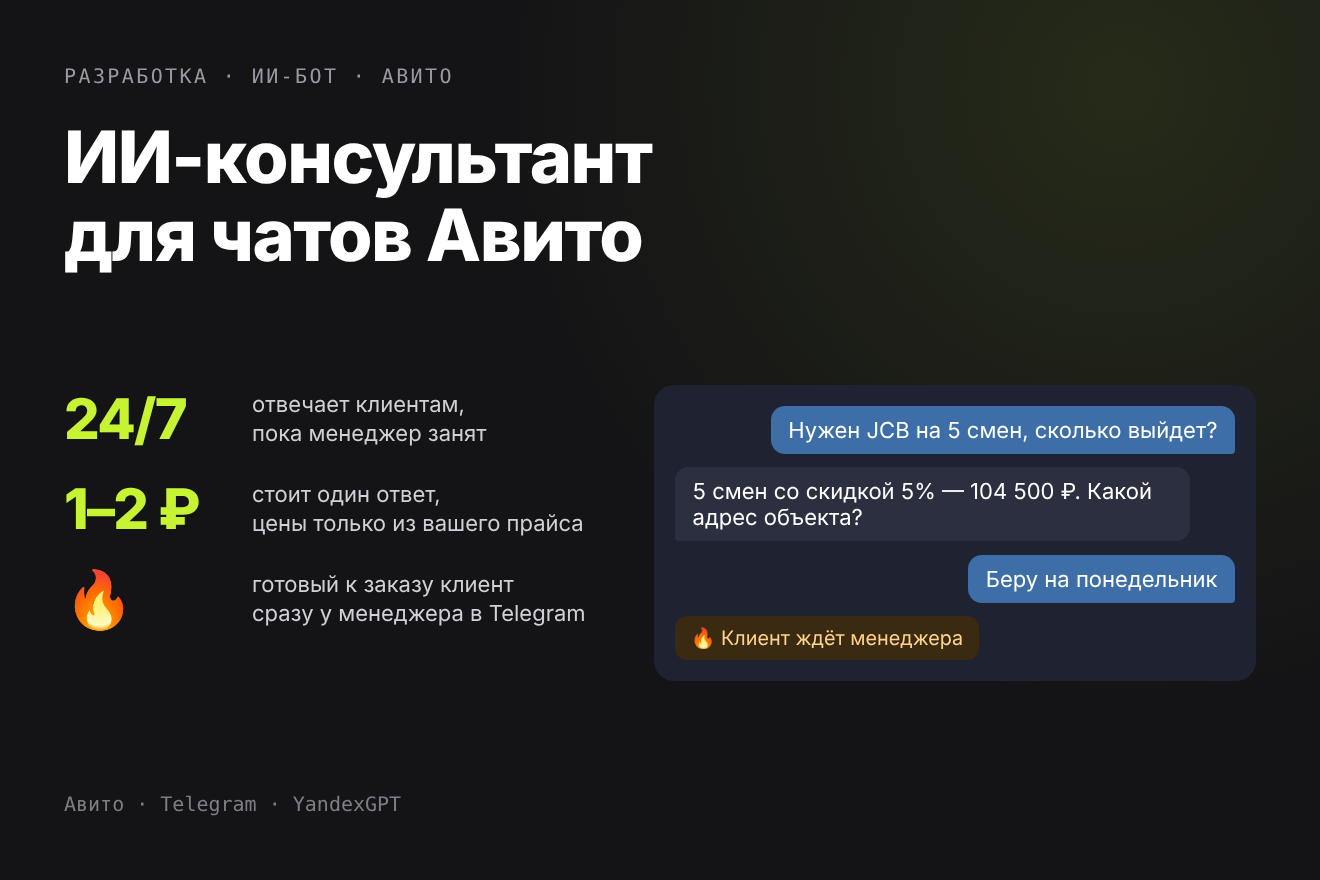 РАЗРАБОТКА · ИИ-БОТ · АВИТО
ИИ-консультант
для чатов Авито
24/7
отвечает клиентам,
пока менеджер занят
1–2 ₽
стоит один ответ,
цены только из вашего прайса
🔥
готовый к заказу клиент
сразу у менеджера в Telegram
Нужен JCB на 5 смен, сколько выйдет?
5 смен со скидкой 5% — 104 500 ₽. Какой
адрес объекта?
Беру на понедельник
🔥 Клиент ждёт менеджера
Авито · Telegram · YandexGPT